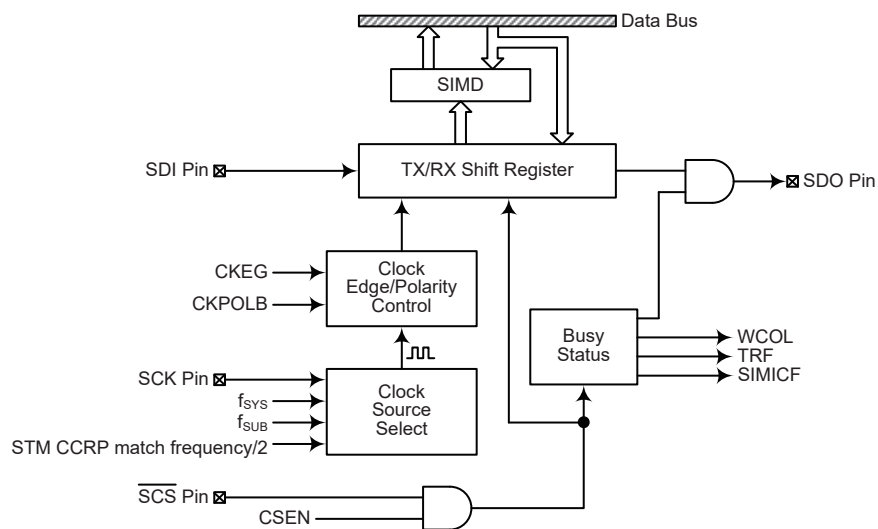 Data Bus
SIMD
SDI Pin
TX/RX Shift Register
SDO Pin
CKEG
CKPOLB
Clock
Edge/Polarity
Control
Busy
Status
WCOL
TRF
SIMICF
SCK Pin
fSYS
fSUB
STM CCRP match frequency/2
Clock
Source
Select
SCS Pin
CSEN